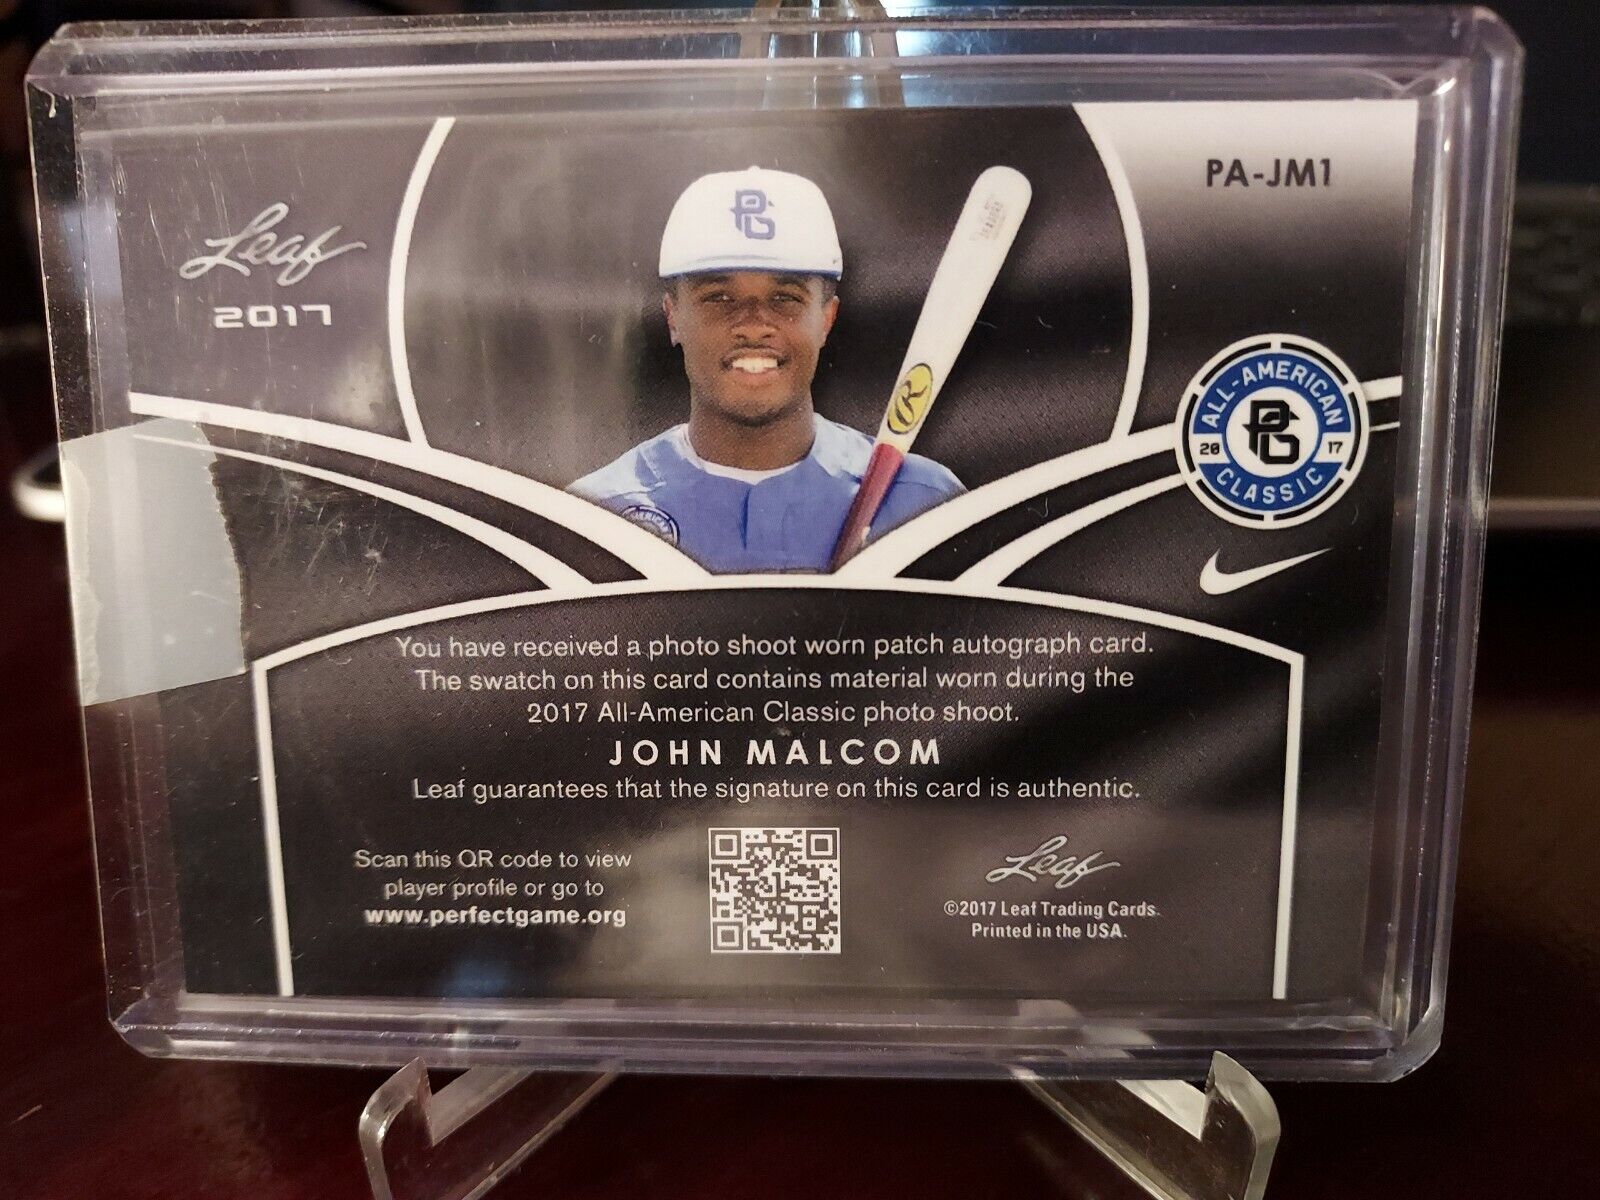 Leaf
2017
PA-JM1
PG
R
ALL-AMERICAN
PG
20 17
CLASSIC
You have received a photo shoot worn patch autograph card.
The swatch on this card contains material worn during the
2017 All-American Classic photo shoot.
JOHN MALCOM
Leaf guarantees that the signature on this card is authentic.
Scan this QR code to view
player profile or go to
www.perfectgame.org
Leaf
©2017 Leaf Trading Cards.
Printed in the USA.